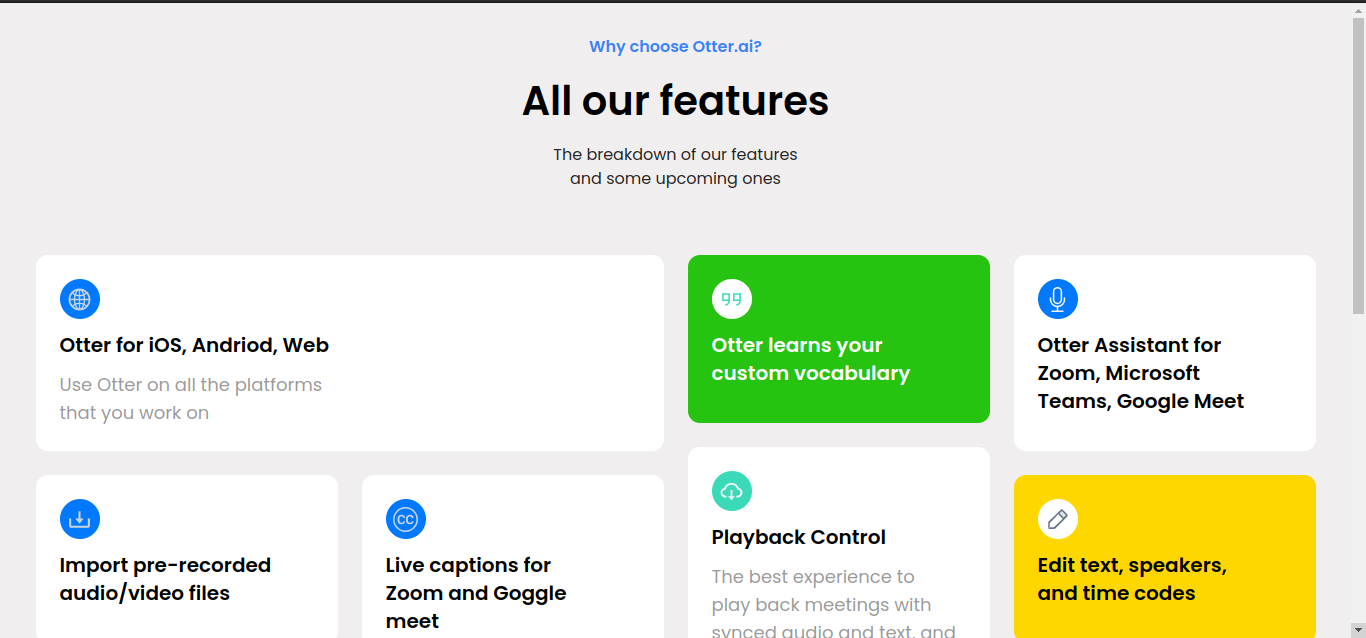 Why choose Otter.ai?
All our features
The breakdown of our features
and some upcoming ones
Otter for iOS, Andriod, Web
Use Otter on all the platforms
that you work on
Otter learns your
custom vocabulary
Otter Assistant for
Zoom, Microsoft
Teams, Google Meet
Import pre-recorded
audio/video files
CC
Live captions for
Zoom and Goggle
meet
Playback Control
The best experience to
play back meetings with
synced audio and text, and
Edit text, speakers,
and time codes